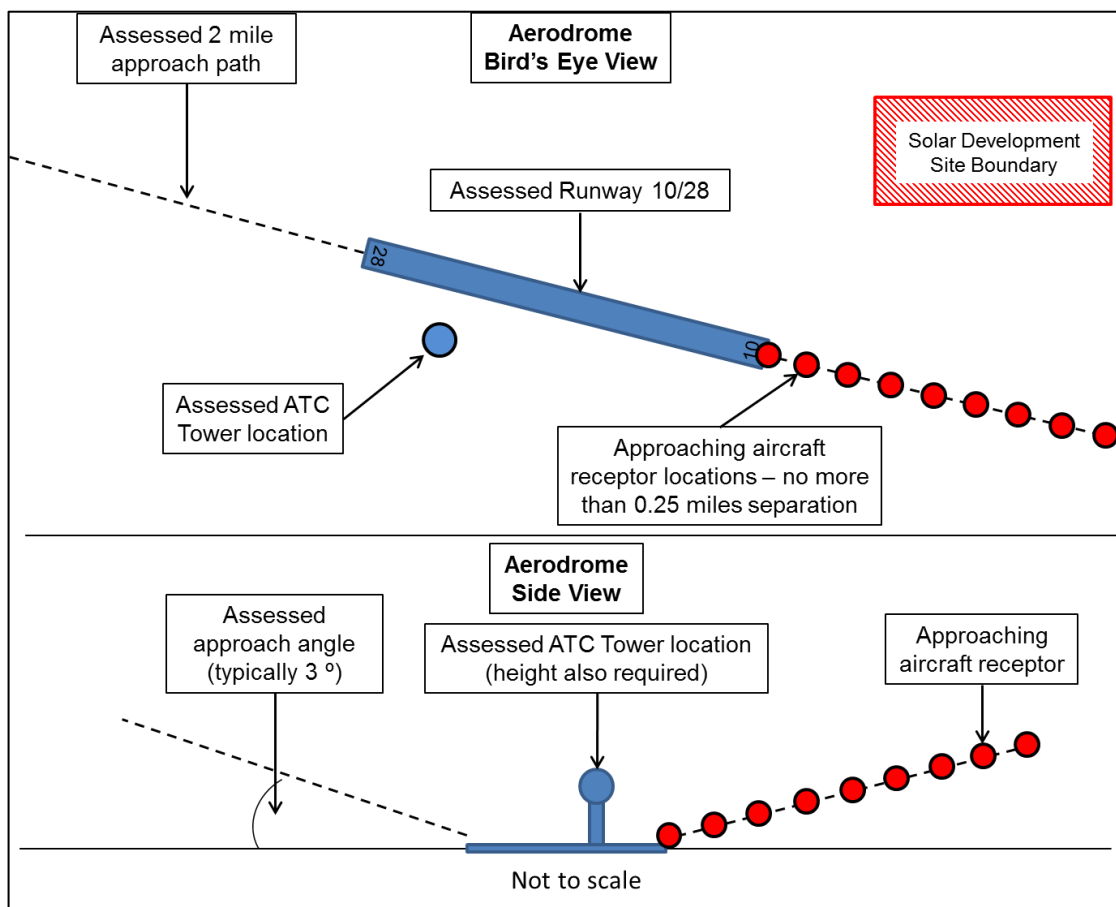 Assessed 2 mile
approach path
Aerodrome
Bird's Eye View
Solar Development
Site Boundary
Assessed Runway 10/28
28
10
Assessed ATC
Tower location
Approaching aircraft
receptor locations – no more
than 0.25 miles separation
Aerodrome
Side View
Assessed
approach angle
(typically 3 º)
Assessed ATC Tower location
(height also required)
Approaching
aircraft receptor
Not to scale